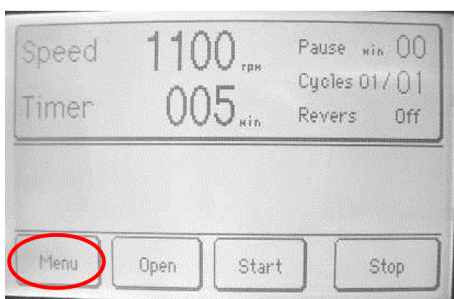 Speed 1100 rpm Pause min 00
Cycles 01/01
Timer 005 min Revers Off
Menu Open Start Stop